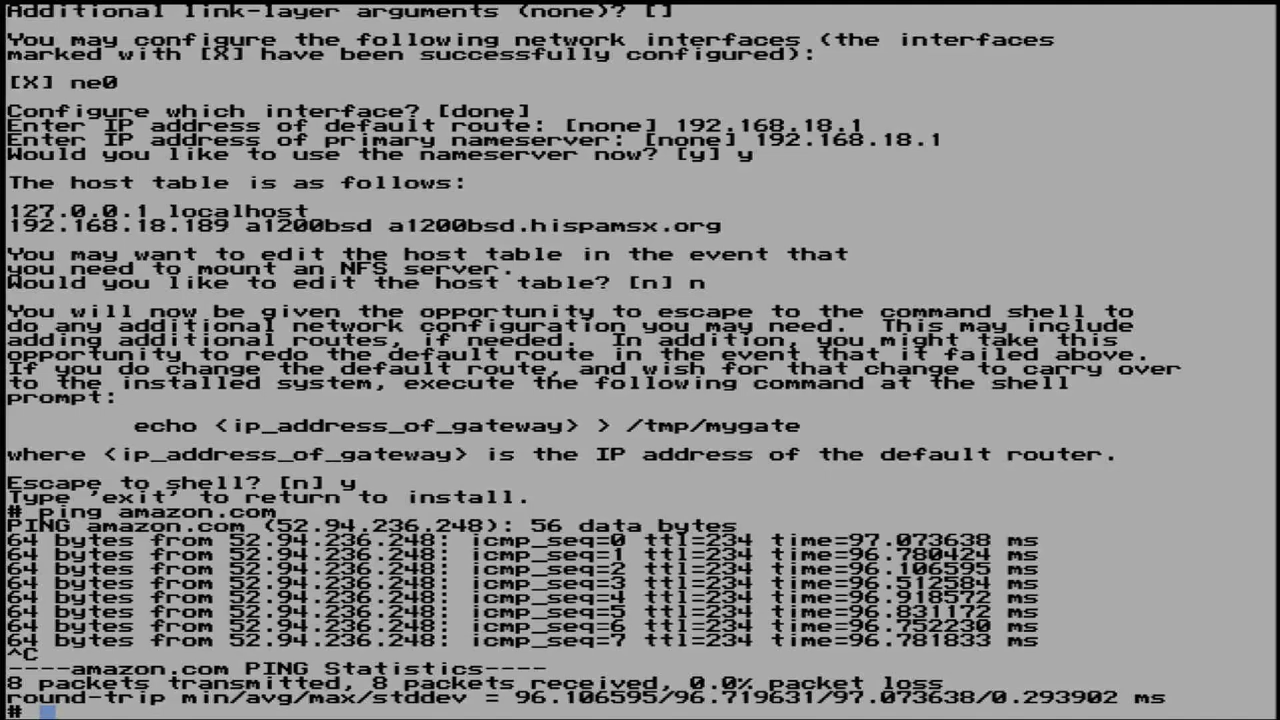 Additional link-layer arguments (none)? []
You may configure the following network interfaces (the interfaces
marked with [X] have been successfully configured):
[X] ne0
Configure which interface? [done]
Enter IP address of default route: [none] 192.168.18.1
Enter IP address of primary nameserver: [none] 192.168.18.1
Would you like to use the nameserver now? [y] y
The host table is as follows:
127.0.0.1 localhost
192.168.18.189 a1200bsd a1200bsd.hispamsx.org
You may want to edit the host table in the event that
you need to mount an NFS server.
Would you like to edit the host table? [n] n
You will now be given the opportunity to escape to the command shell to
do any additional network configuration you may need.  This may include
adding additional routes, if needed.  In addition, you might take this
opportunity to redo the default route in the event that it failed above.
If you do change the default route, and wish for that change to carry over
to the installed system, execute the following command at the shell
prompt:
echo <ip_address_of_gateway> > /tmp/mygate
where <ip_address_of_gateway> is the IP address of the default router.
Escape to shell? [n] y
Type 'exit' to return to install.
# ping amazon.com
PING amazon.com (52.94.236.248): 56 data bytes
64 bytes from 52.94.236.248: icmp_seq=0 ttl=234 time=97.073638 ms
64 bytes from 52.94.236.248: icmp_seq=1 ttl=234 time=96.780424 ms
64 bytes from 52.94.236.248: icmp_seq=2 ttl=234 time=96.106595 ms
64 bytes from 52.94.236.248: icmp_seq=3 ttl=234 time=96.512584 ms
64 bytes from 52.94.236.248: icmp_seq=4 ttl=234 time=96.918572 ms
64 bytes from 52.94.236.248: icmp_seq=5 ttl=234 time=96.831172 ms
64 bytes from 52.94.236.248: icmp_seq=6 ttl=234 time=96.752230 ms
64 bytes from 52.94.236.248: icmp_seq=7 ttl=234 time=96.781833 ms
^C
----amazon.com PING Statistics----
8 packets transmitted, 8 packets received, 0.0% packet loss
round-trip min/avg/max/stddev = 96.106595/96.719631/97.073638/0.293902 ms
#